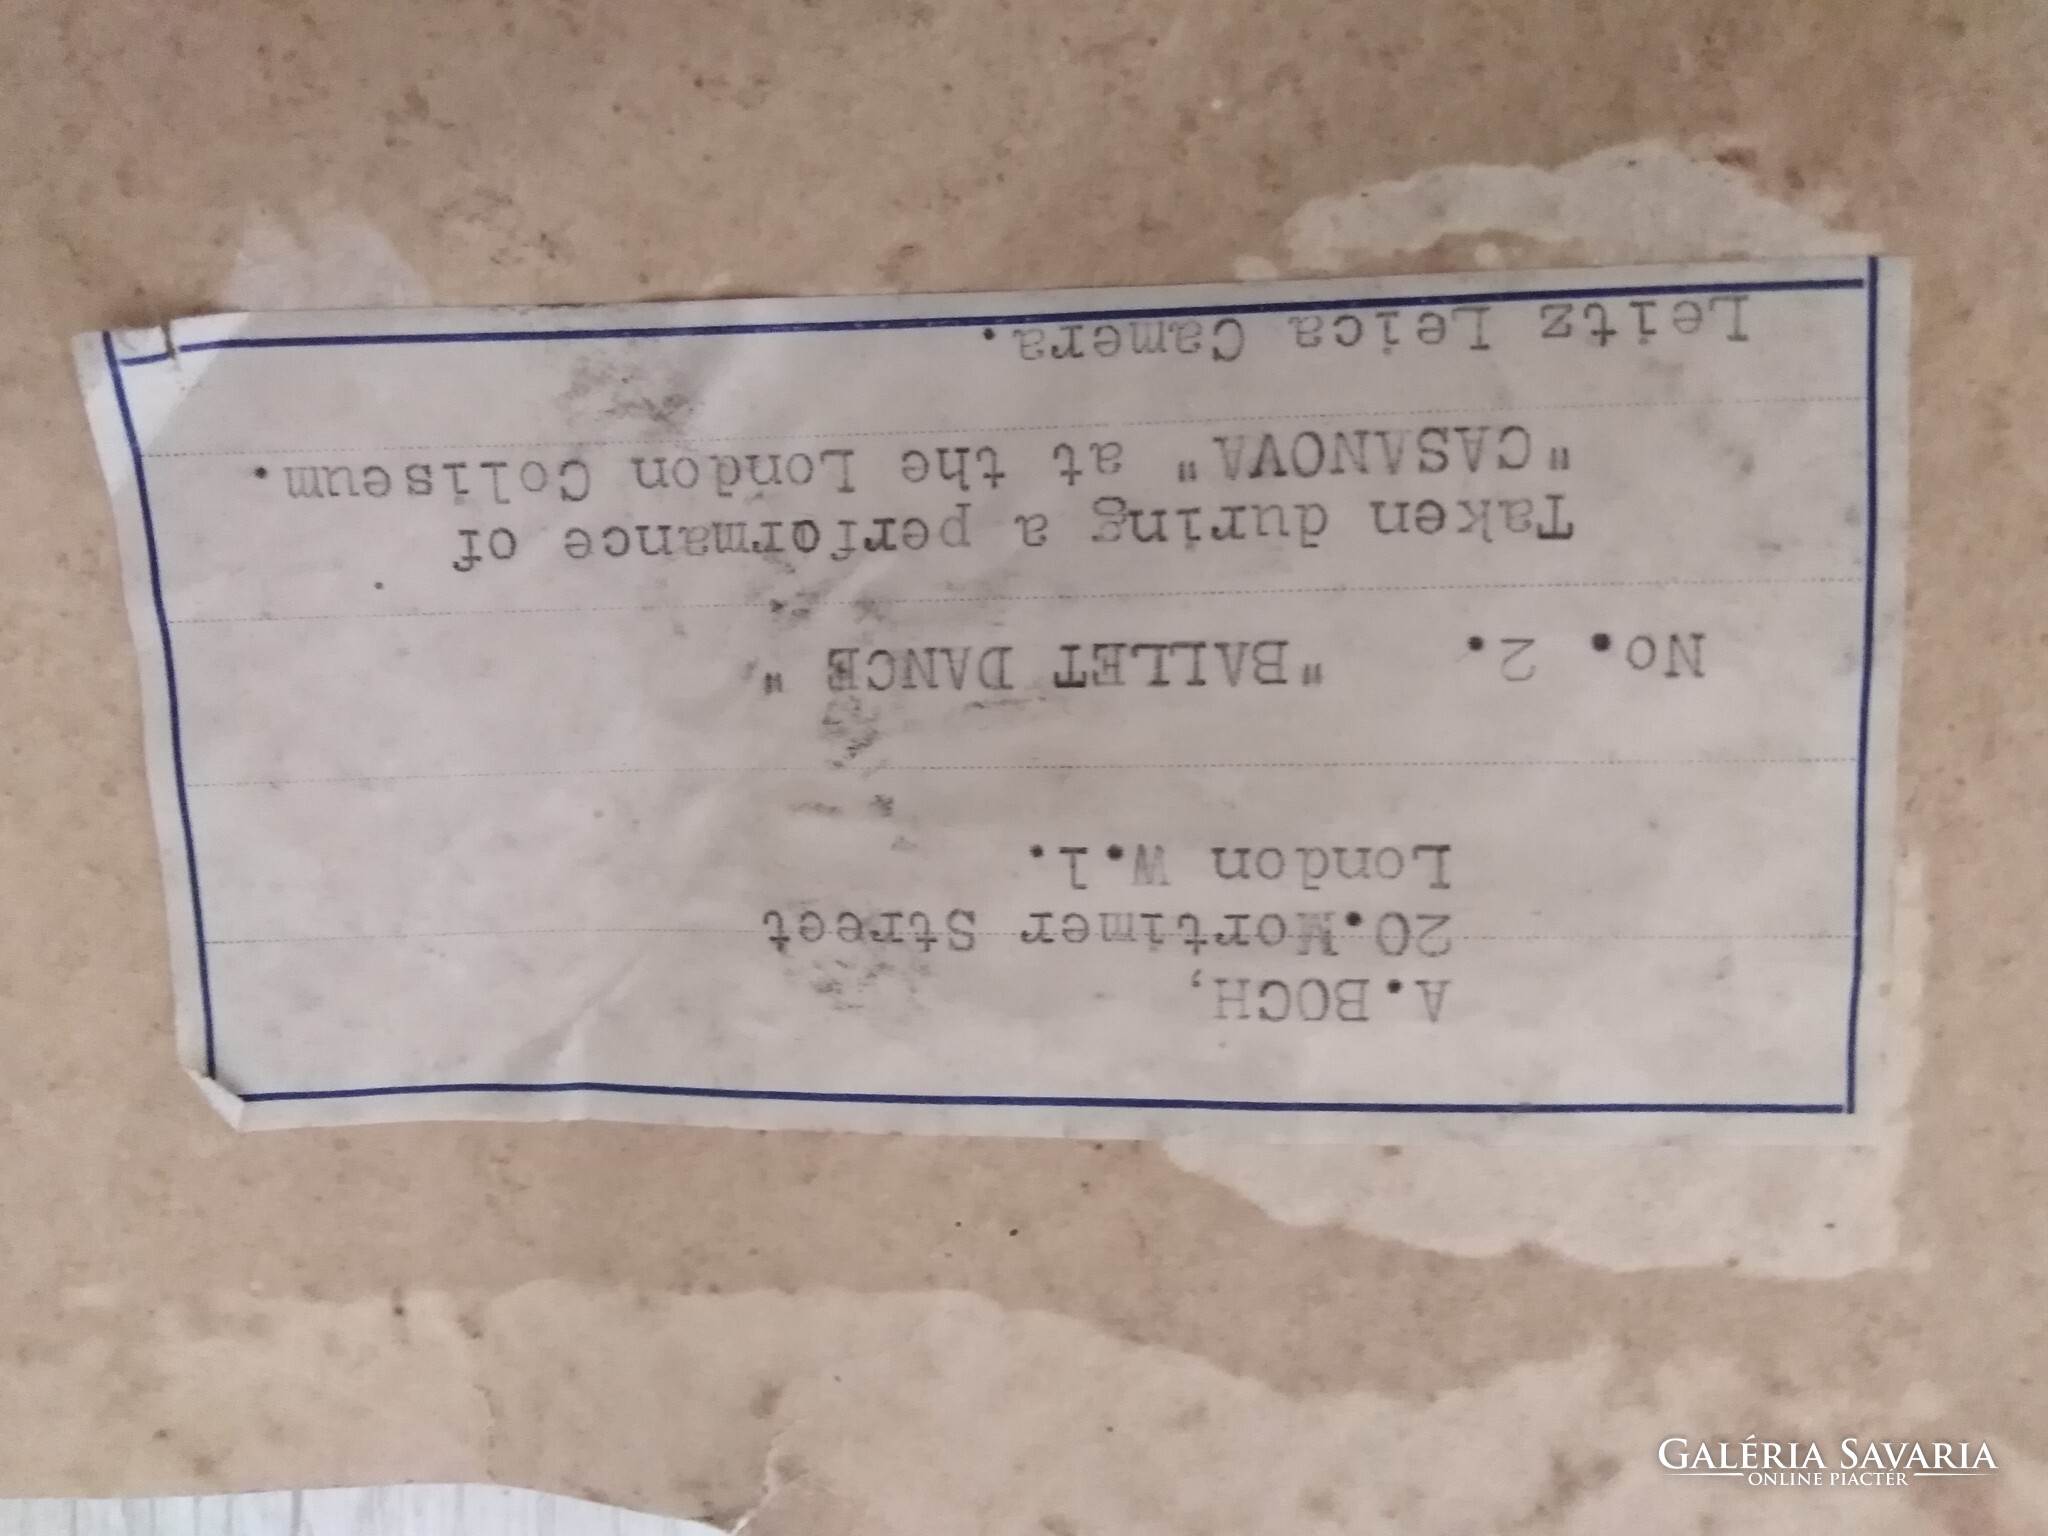 A.BOCH,
20.Mortimer Street
London W.1.
No. 2. "BALLET DANCE "
Taken during a performance of
"CASANOVA" at the London Coliseum.
Leitz Leica Camera.
GALÉRIA SAVARIA
ONLINE PIACTÉR